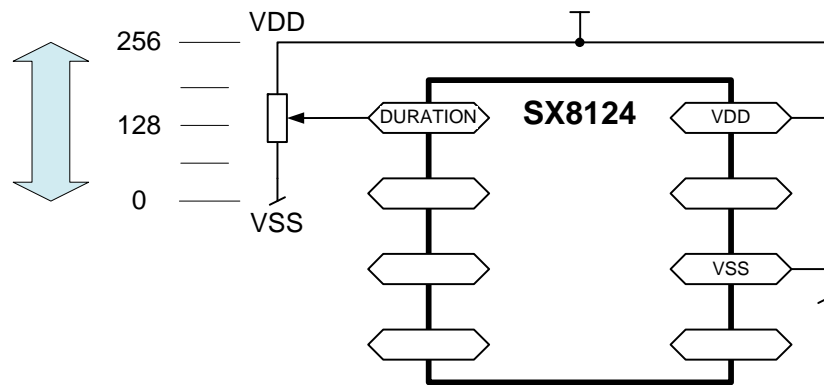 VDD
256
128
0
VSS
DURATION
SX8124
VDD
VSS